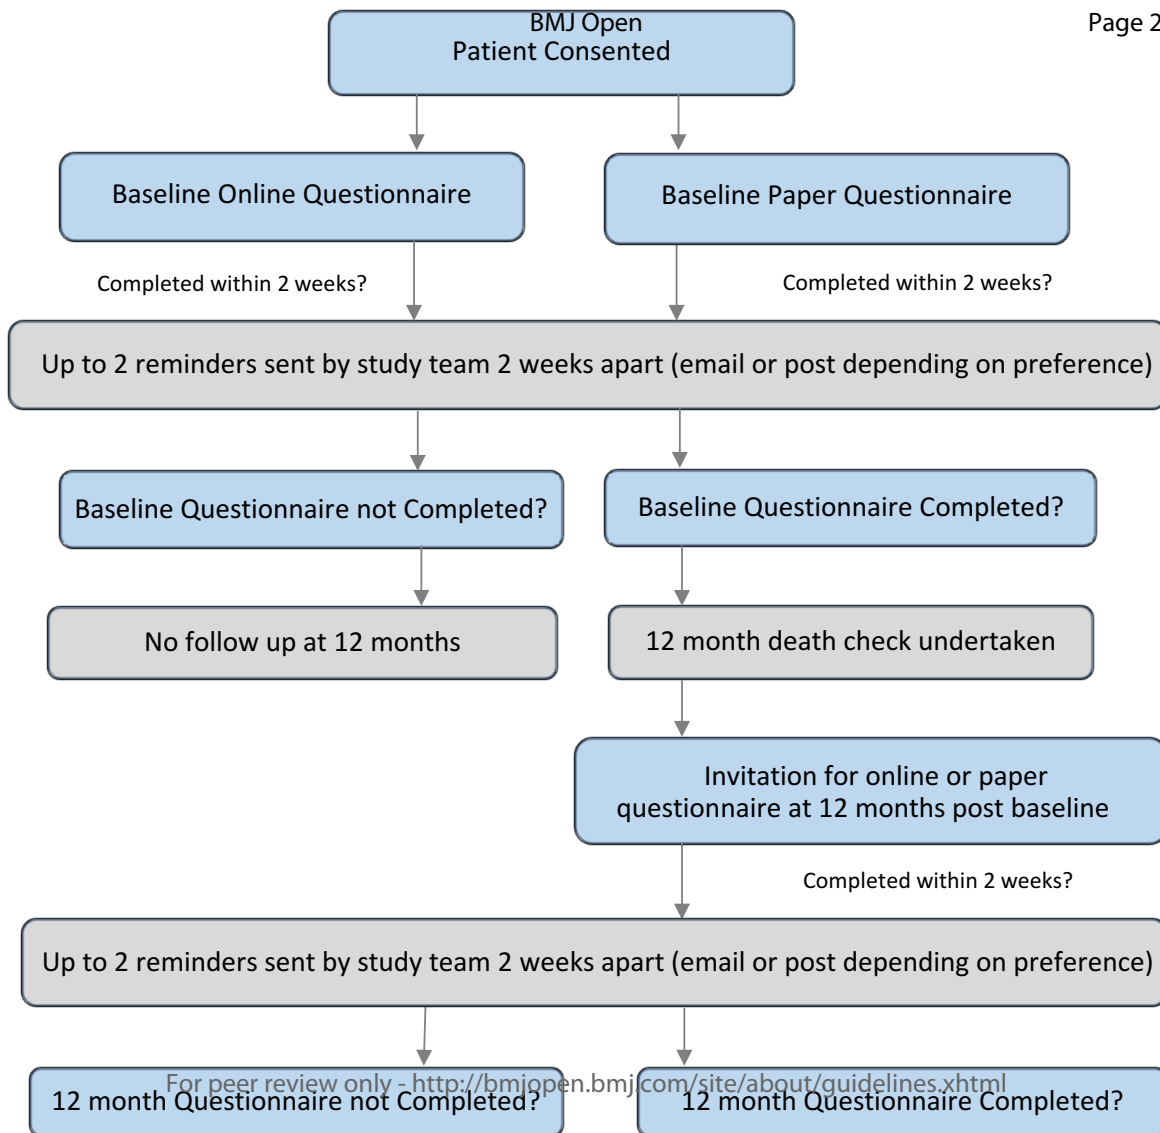 BMJ Open
Page 2
Patient Consented
Baseline Online Questionnaire
Baseline Paper Questionnaire
Completed within 2 weeks?
Completed within 2 weeks?
Up to 2 reminders sent by study team 2 weeks apart (email or post depending on preference)
Baseline Questionnaire not Completed?
Baseline Questionnaire Completed?
No follow up at 12 months
12 month death check undertaken
Invitation for online or paper
questionnaire at 12 months post baseline
Completed within 2 weeks?
Up to 2 reminders sent by study team 2 weeks apart (email or post depending on preference)
For peer review only - http://bmjopen.bmj.com/site/about/guidelines.xhtml
12 month Questionnaire not Completed?
12 month Questionnaire Completed?